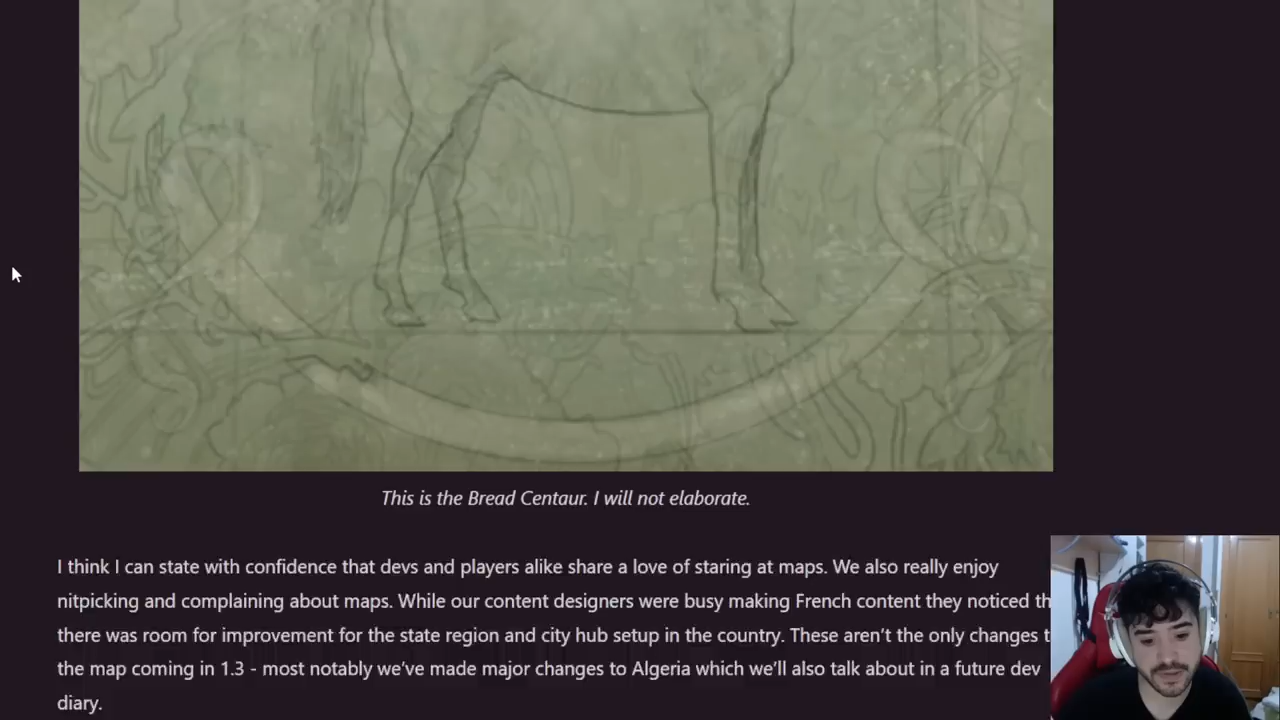 This is the Bread Centaur. I will not elaborate.
I think I can state with confidence that devs and players alike share a love of staring at maps. We also really enjoy
nitpicking and complaining about maps. While our content designers were busy making French content they noticed th
there was room for improvement for the state region and city hub setup in the country. These aren’t the only changes t
the map coming in 1.3 - most notably we’ve made major changes to Algeria which we’ll also talk about in a future dev
diary.